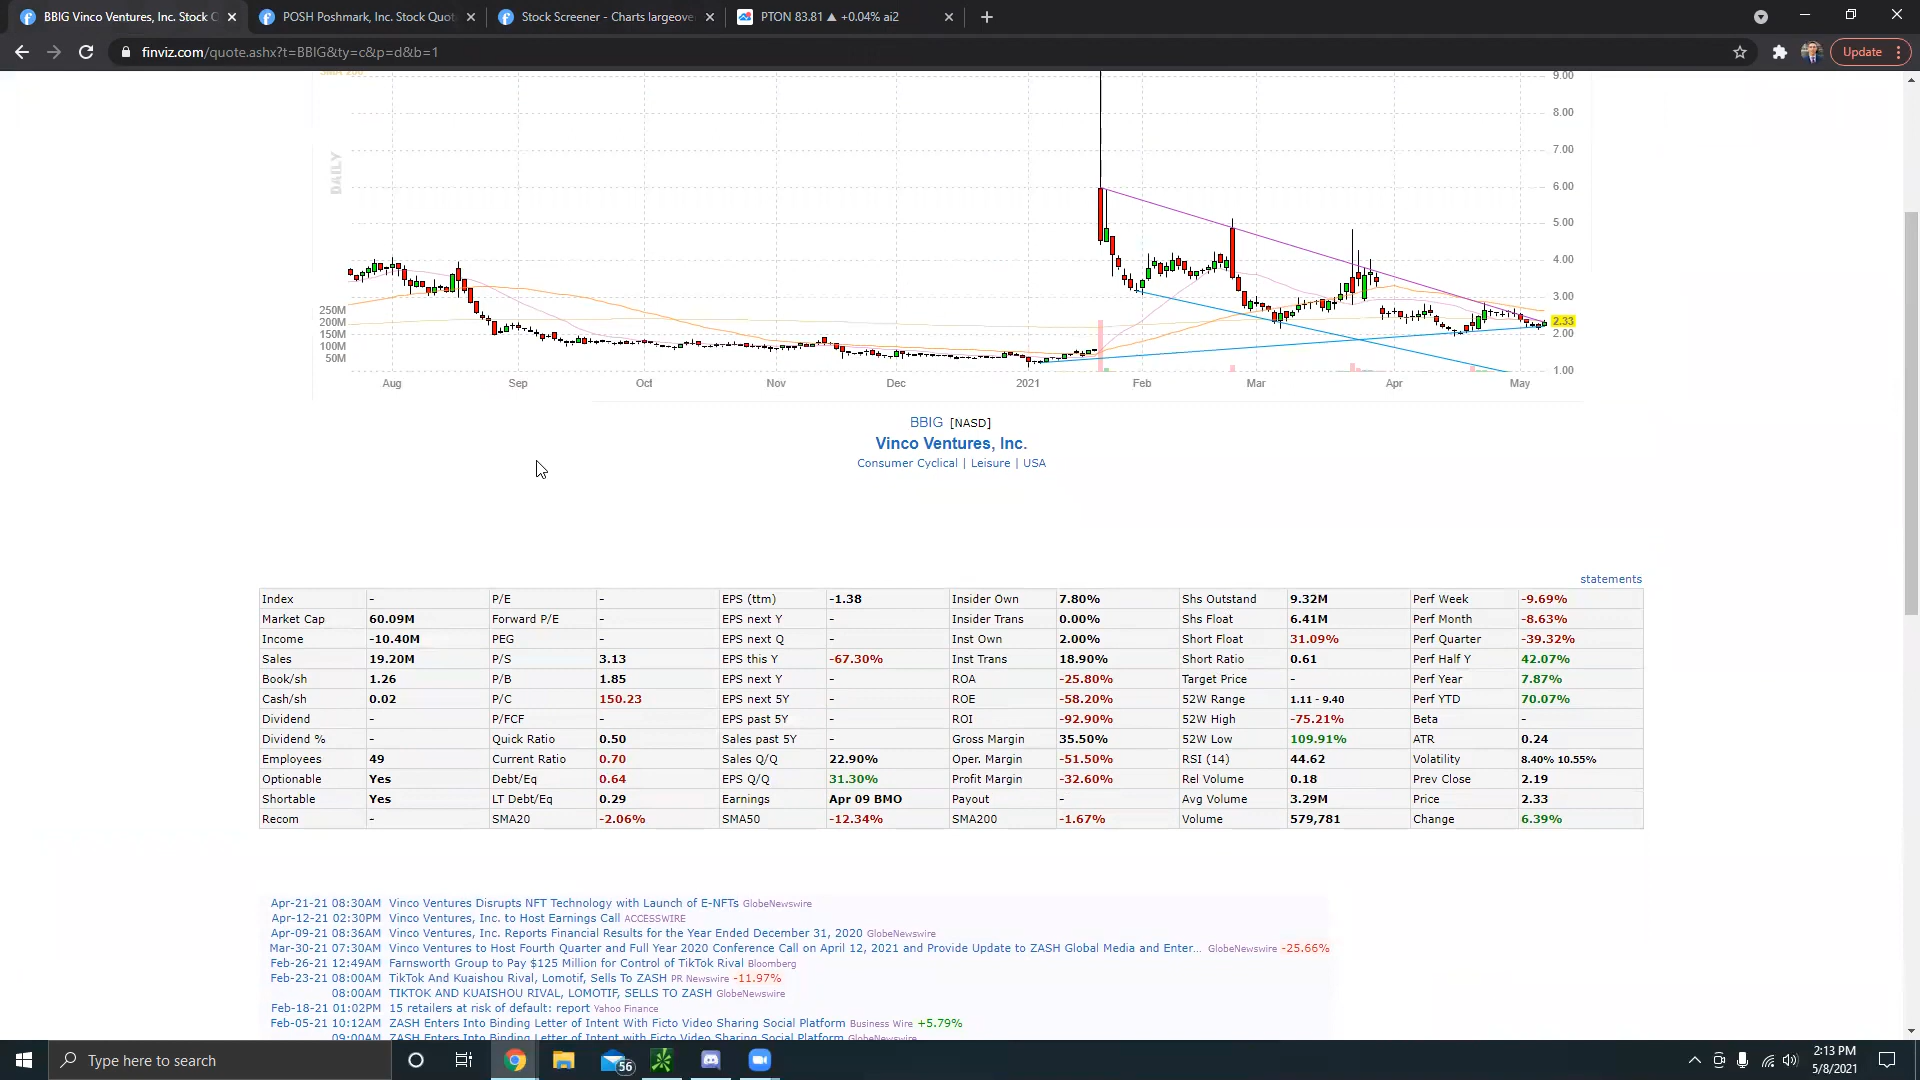 BBIG Vinco Ventures, Inc. Stock Q
POSH Poshmark, Inc. Stock Quot
Stock Screener - Charts largeover
PTON 83.81 ▲ +0.04% ai2
finviz.com/quote.ashx?t=BBIG&ty=c&p=d&b=1
Update
SMA 200
DAILY
9.00
8.00
7.00
6.00
5.00
4.00
3.00
2.33
2.00
1.00
250M
200M
150M
100M
50M
Aug Sep Oct Nov Dec 2021 Feb Mar Apr May
BBIG [NASD]
Vinco Ventures, Inc.
Consumer Cyclical | Leisure | USA
statements
Index - P/E - EPS (ttm) -1.38 Insider Own 7.80% Shs Outstand 9.32M Perf Week -9.69%
Market Cap 60.09M Forward P/E - EPS next Y - Insider Trans 0.00% Shs Float 6.41M Perf Month -8.63%
Income -10.40M PEG - EPS next Q - Inst Own 2.00% Short Float 31.09% Perf Quarter -39.32%
Sales 19.20M P/S 3.13 EPS this Y -67.30% Inst Trans 18.90% Short Ratio 0.61 Perf Half Y 42.07%
Book/sh 1.26 P/B 1.85 EPS next Y - ROA -25.80% Target Price - Perf Year 7.87%
Cash/sh 0.02 P/C 150.23 EPS next 5Y - ROE -58.20% 52W Range 1.11 - 9.40 Perf YTD 70.07%
Dividend - P/FCF - EPS past 5Y - ROI -92.90% 52W High -75.21% Beta -
Dividend % - Quick Ratio 0.50 Sales past 5Y - Gross Margin 35.50% 52W Low 109.91% ATR 0.24
Employees 49 Current Ratio 0.70 Sales Q/Q 22.90% Oper. Margin -51.50% RSI (14) 44.62 Volatility 8.40% 10.55%
Optionable Yes Debt/Eq 0.64 EPS Q/Q 31.30% Profit Margin -32.60% Rel Volume 0.18 Prev Close 2.19
Shortable Yes LT Debt/Eq 0.29 Earnings Apr 09 BMO Payout - Avg Volume 3.29M Price 2.33
Recom - SMA20 -2.06% SMA50 -12.34% SMA200 -1.67% Volume 579,781 Change 6.39%
Apr-21-21 08:30AM Vinco Ventures Disrupts NFT Technology with Launch of E-NFTs GlobeNewswire
Apr-12-21 02:30PM Vinco Ventures, Inc. to Host Earnings Call ACCESSWIRE
Apr-09-21 08:36AM Vinco Ventures, Inc. Reports Financial Results for the Year Ended December 31, 2020 GlobeNewswire
Mar-30-21 07:30AM Vinco Ventures to Host Fourth Quarter and Full Year 2020 Conference Call on April 12, 2021 and Provide Update to ZASH Global Media and Enter... GlobeNewswire -25.66%
Feb-26-21 12:49AM Farnsworth Group to Pay $125 Million for Control of TikTok Rival Bloomberg
Feb-23-21 08:00AM TikTok And Kuaishou Rival, Lomotif, Sells To ZASH PR Newswire -11.97%
08:00AM TIKTOK AND KUAISHOU RIVAL, LOMOTIF, SELLS TO ZASH GlobeNewswire
Feb-18-21 01:02PM 15 retailers at risk of default: report Yahoo Finance
Feb-05-21 10:12AM ZASH Enters Into Binding Letter of Intent With Ficto Video Sharing Social Platform Business Wire +5.79%
09:00AM ZASH Enters Into Binding Letter of Intent with Ficto Video Sharing Social Platform GlobeNewswire
Type here to search
56
2:13 PM
5/8/2021